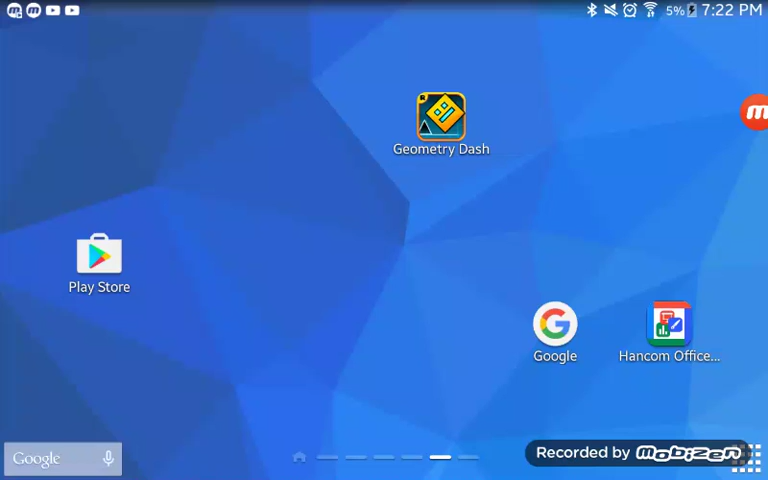 5% 7:22 PM
Geometry Dash
Play Store
Google
Hancom Office...
Google
Recorded by mobizen